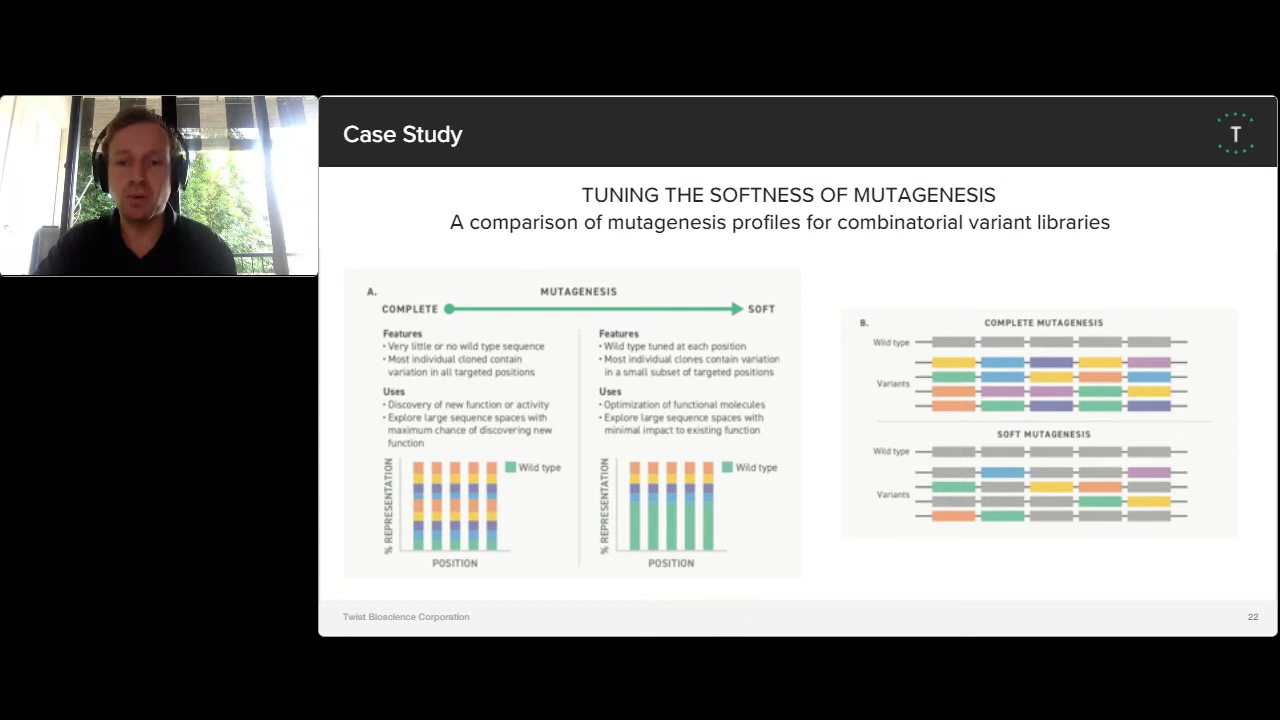 Case Study
T
TUNING THE SOFTNESS OF MUTAGENESIS
A comparison of mutagenesis profiles for combinatorial variant libraries
A.
MUTAGENESIS
COMPLETE
SOFT
Features
• Very little or no wild type sequence
• Most individual cloned contain
variation in all targeted positions
Uses
• Discovery of new function or activity
• Explore large sequence spaces with
maximum chance of discovering new
function
% REPRESENTATION
Wild type
POSITION
Features
• Wild type tuned at each position
• Most individual clones contain variation
in a small subset of targeted positions
Uses
• Optimization of functional molecules
• Explore large sequence spaces with
minimal impact to existing function
% REPRESENTATION
Wild type
POSITION
B.
COMPLETE MUTAGENESIS
Wild type
Variants
SOFT MUTAGENESIS
Wild type
Variants
Twist Bioscience Corporation
22